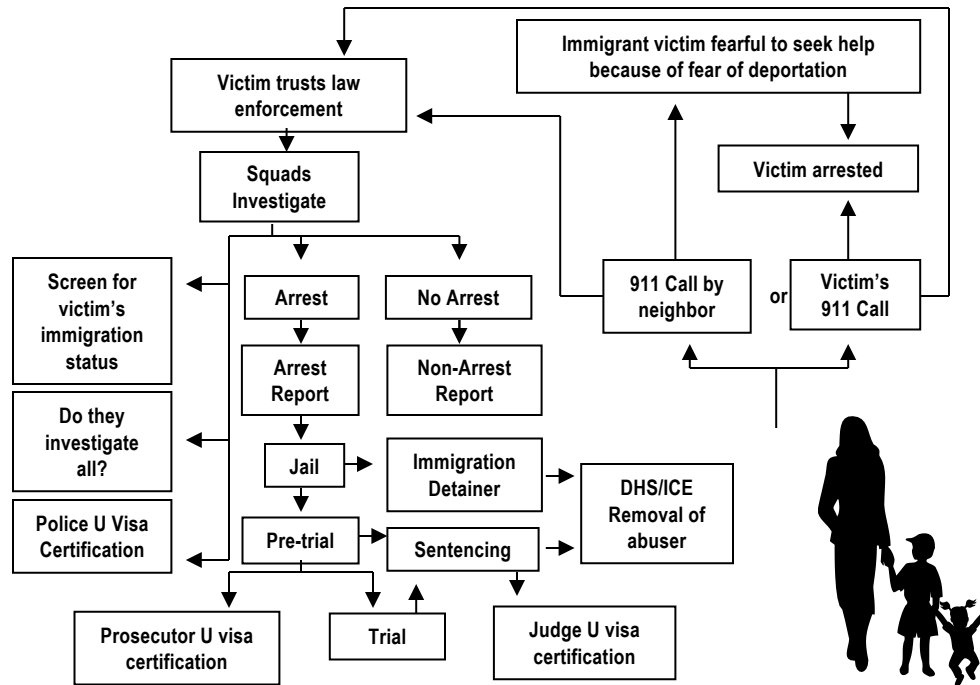 Immigrant victim fearful to seek help
because of fear of deportation
Victim trusts law
enforcement
Victim arrested
Squads
Investigate
Screen for
victim's
immigration
status
Arrest
No Arrest
911 Call by
neighbor
or
Victim's
911 Call
Arrest
Report
Non-Arrest
Report
Do they
investigate
all?
Jail
Immigration
Detainer
DHS/ICE
Removal of
abuser
Police U Visa
Certification
Pre-trial
Sentencing
Prosecutor U visa
certification
Trial
Judge U visa
certification